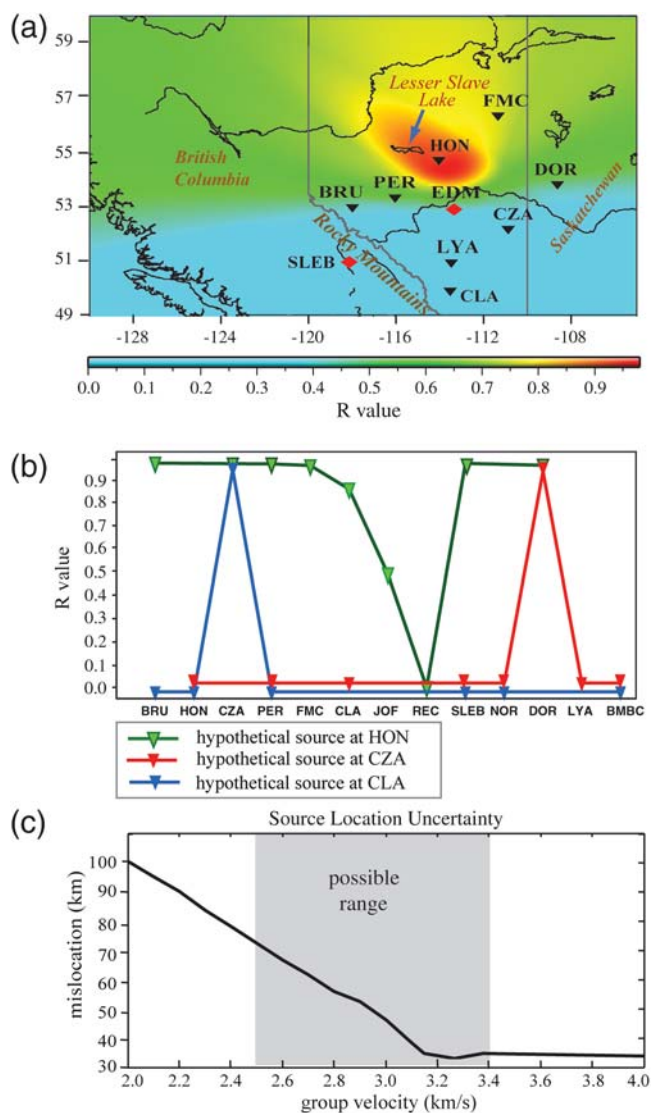 (a)
59
57
55
53
51
49
Lesser Slave
Lake
FMC
HON
British
Columbia
DOR
PER
BRU
EDM
CZA
Saskatchewan
Rocky Mountains
LYA
SLEB
CLA
-128 -124 -120 -116 -112 -108
0.0 0.1 0.2 0.3 0.4 0.5 0.6 0.7 0.8 0.9
R value
(b)
R value
0.9
0.8
0.7
0.6
0.5
0.4
0.3
0.2
0.1
0.0
BRU HON CZA PER FMC CLA JOF REC SLEB NOR DOR LYA BMBC
hypothetical source at HON
hypothetical source at CZA
hypothetical source at CLA
(c)
Source Location Uncertainty
mislocation (km)
100
90
80
70
60
50
40
30
possible
range
2.0 2.2 2.4 2.6 2.8 3.0 3.2 3.4 3.6 3.8 4.0
group velocity (km/s)